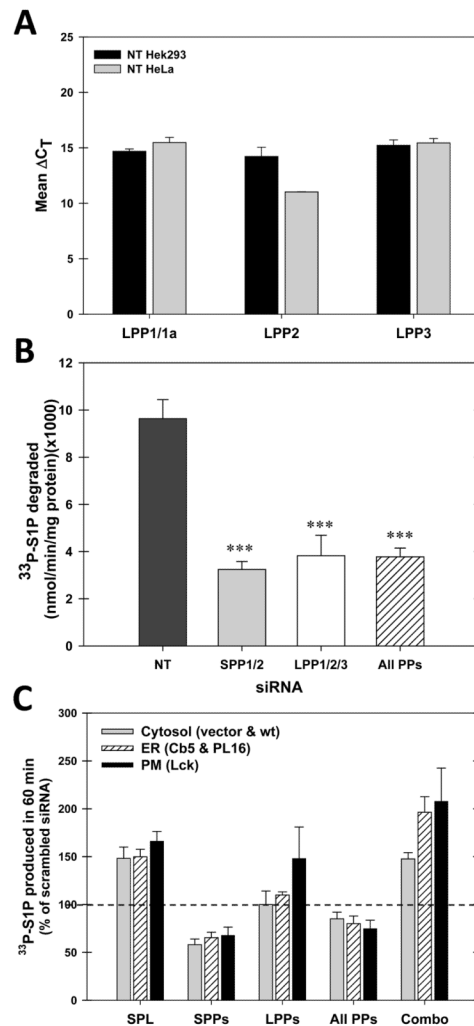 A
NT Hek293
NT HeLa
Mean ΔCT
25
20
15
10
5
0
LPP1/1a LPP2 LPP3
B
³³P-S1P degraded
(nmol/min/mg protein)(x1000)
12
10
8
6
4
2
0
*** *** ***
NT SPP1/2 LPP1/2/3 All PPs
siRNA
C
³³P-S1P produced in 60 min
(% of scrambled siRNA)
300
250
200
150
100
50
0
Cytosol (vector & wt)
ER (Cb5 & PL16)
PM (Lck)
SPL SPPs LPPs All PPs Combo